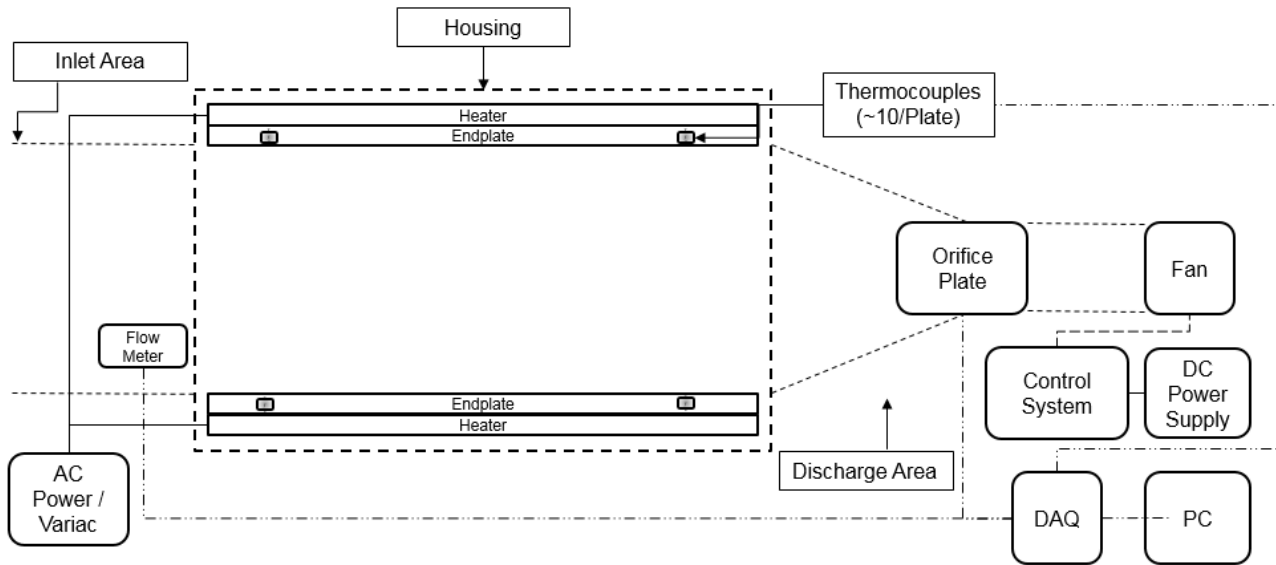 Housing
Inlet Area
Heater
Endplate
Thermocouples
(~10/Plate)
Orifice
Plate
Fan
Flow
Meter
Control
System
DC
Power
Supply
Endplate
Heater
AC
Power /
Variac
Discharge Area
DAQ
PC